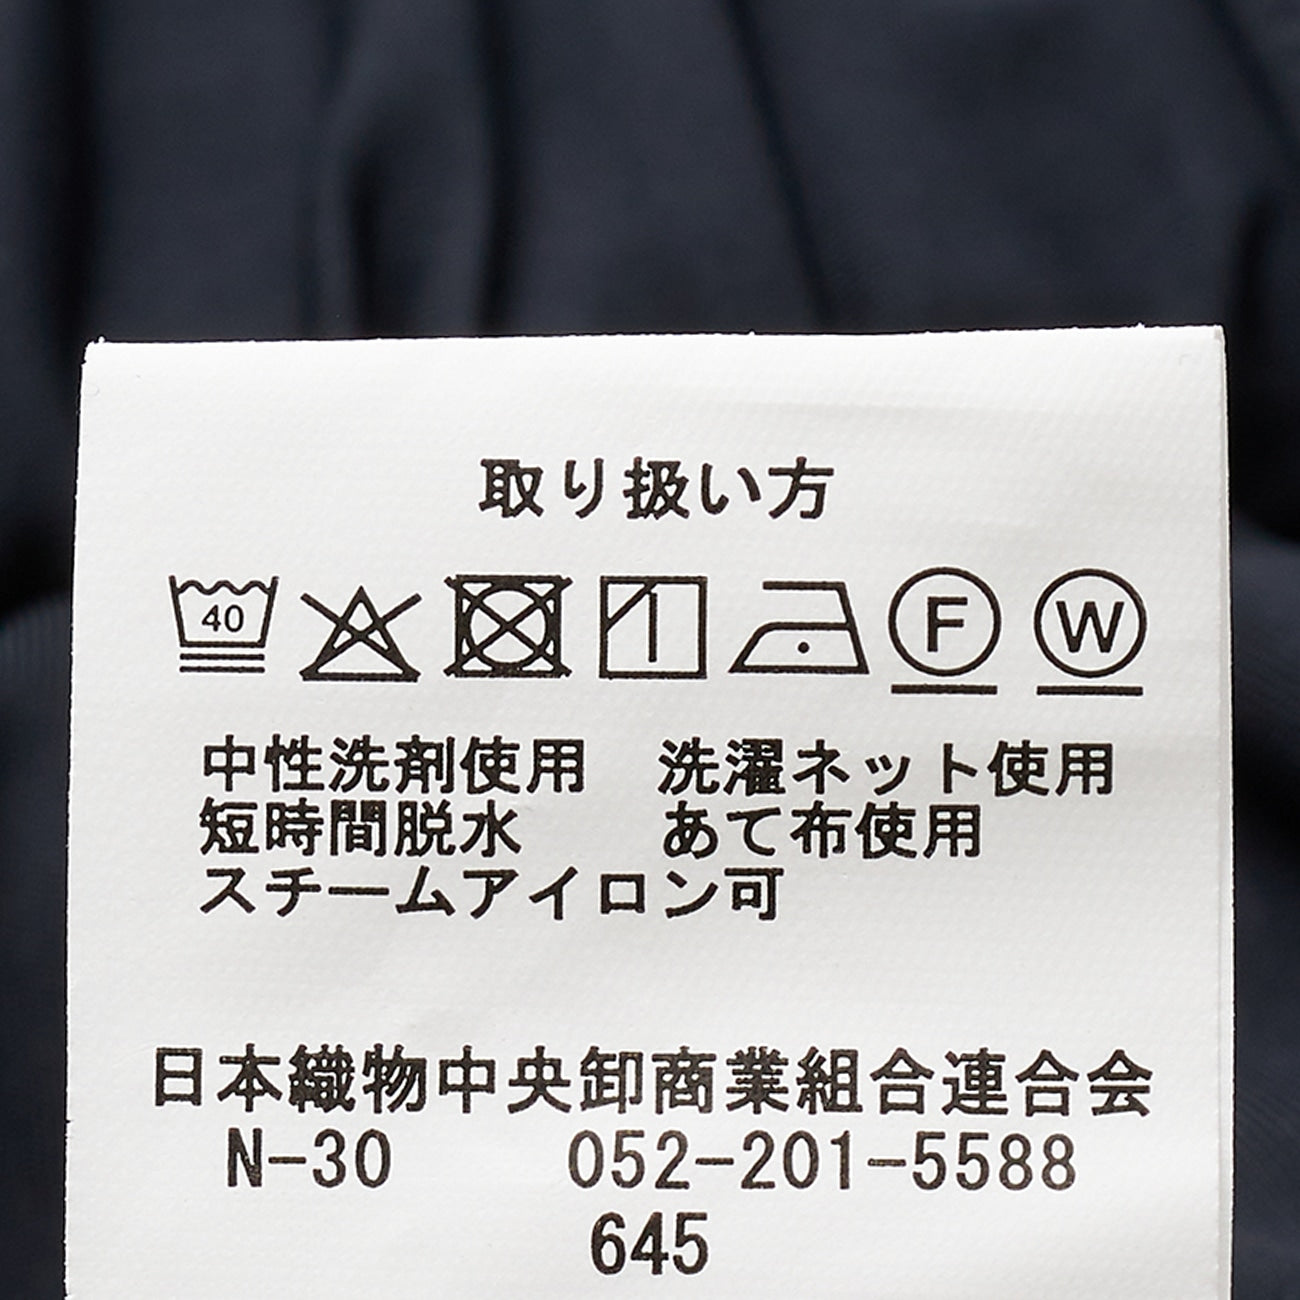 取り扱い方
40 F W
中性洗剤使用 洗濯ネット使用
短時間脱水 あて布使用
スチームアイロン可
日本織物中央卸商業組合連合会
N-30 052-201-5588
645